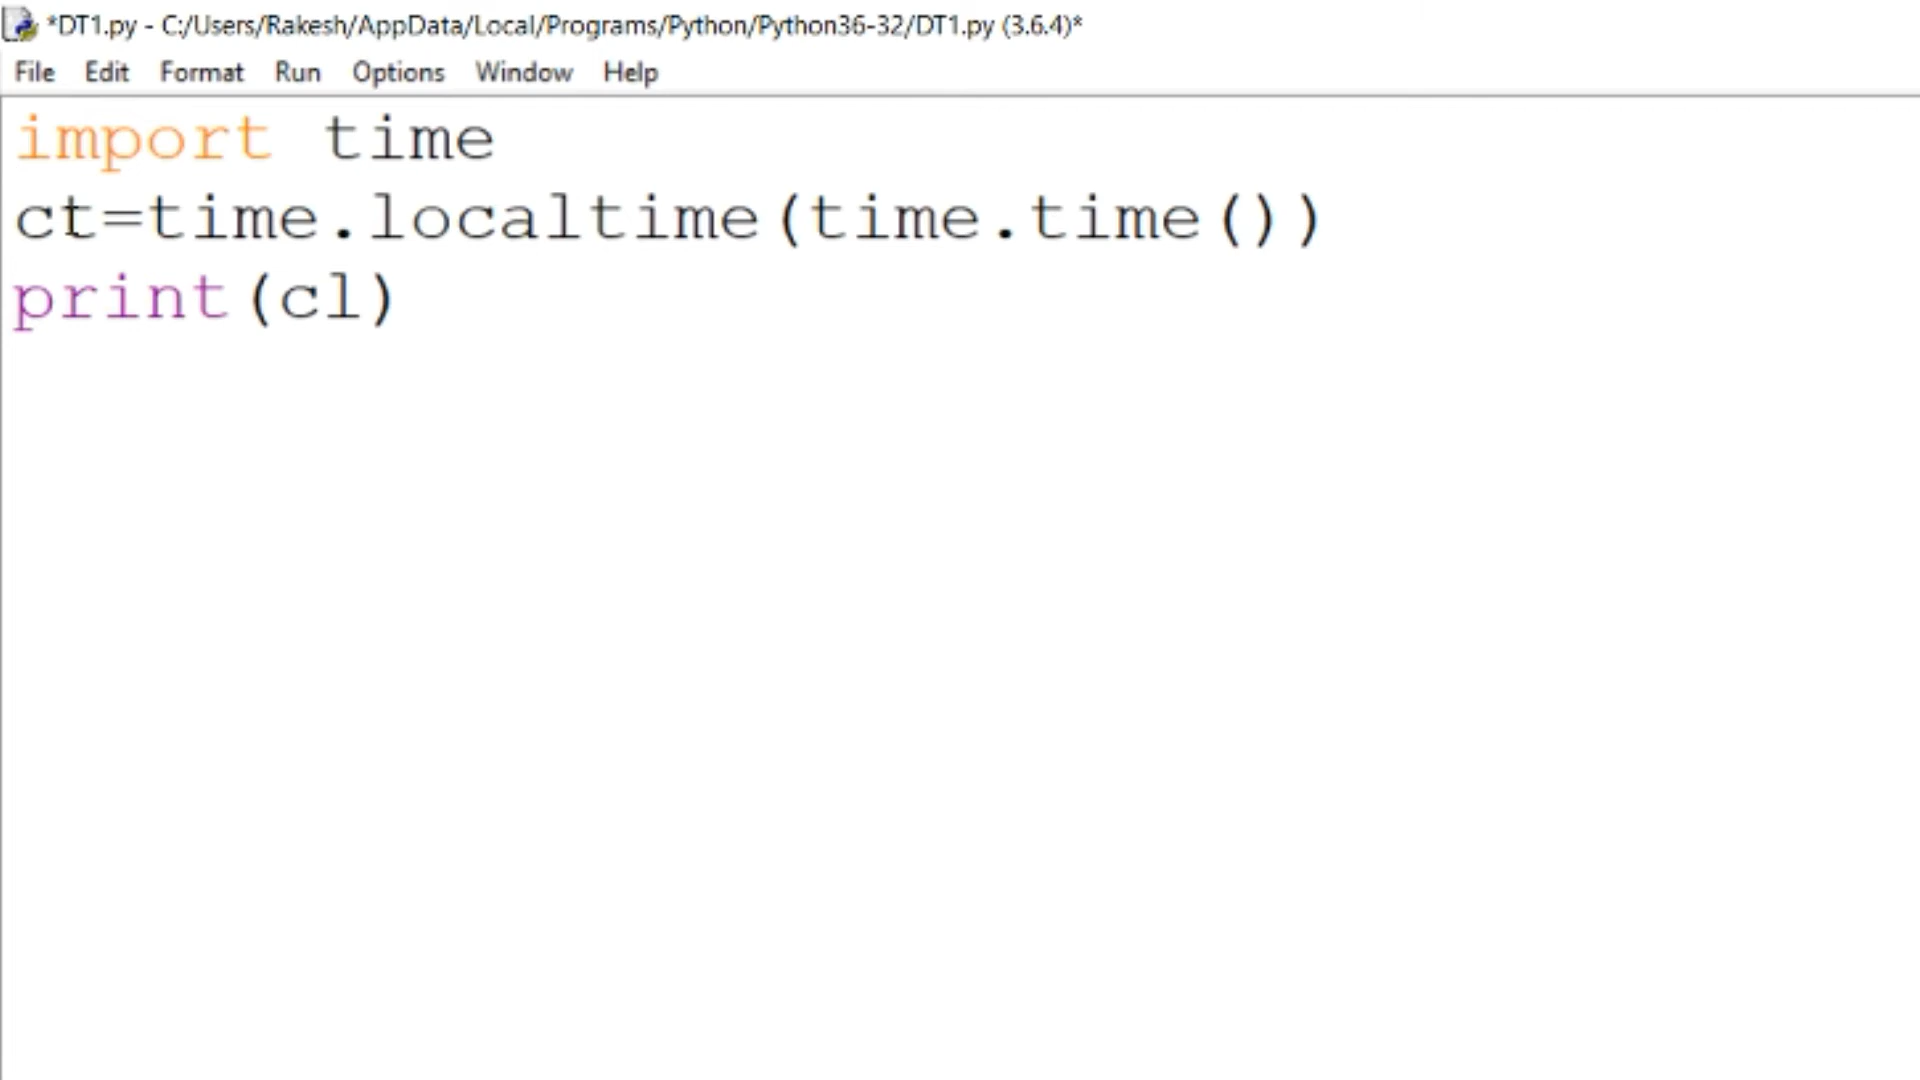 *DT1.py - C:/Users/Rakesh/AppData/Local/Programs/Python/Python36-32/DT1.py (3.6.4)*
File Edit Format Run Options Window Help
import time
ct=time.localtime(time.time())
print(cl)